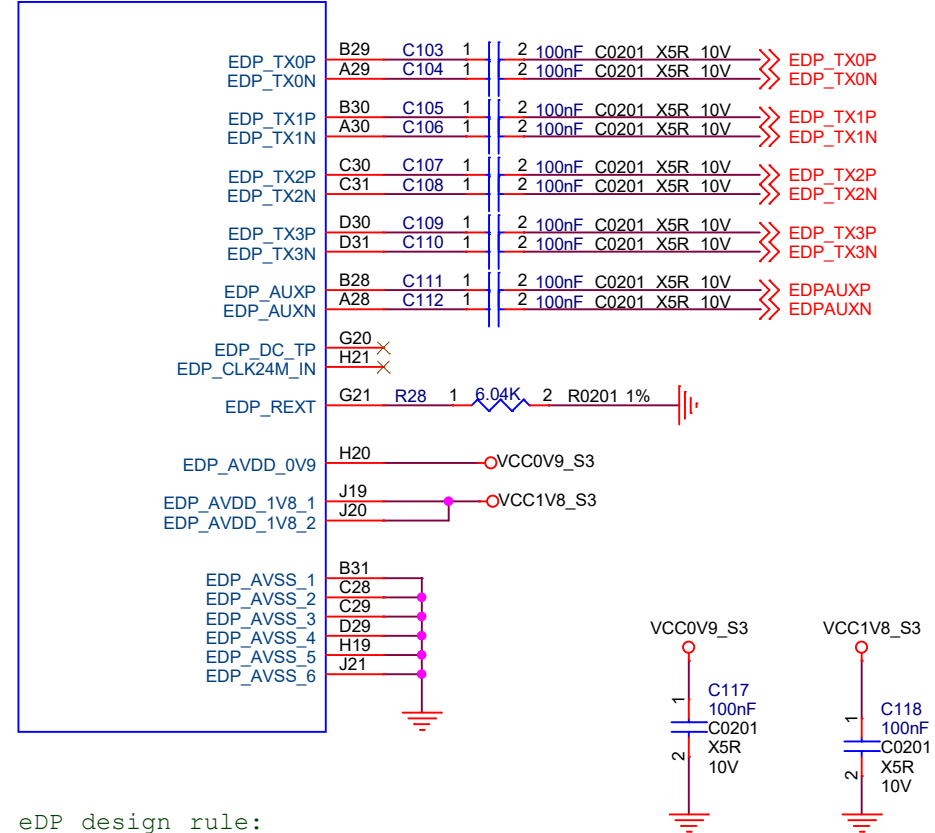 EDP_TX0P B29 C103 1 2 100nF C0201 X5R 10V EDP_TX0P
EDP_TX0N A29 C104 1 2 100nF C0201 X5R 10V EDP_TX0N
EDP_TX1P B30 C105 1 2 100nF C0201 X5R 10V EDP_TX1P
EDP_TX1N A30 C106 1 2 100nF C0201 X5R 10V EDP_TX1N
EDP_TX2P C30 C107 1 2 100nF C0201 X5R 10V EDP_TX2P
EDP_TX2N C31 C108 1 2 100nF C0201 X5R 10V EDP_TX2N
EDP_TX3P D30 C109 1 2 100nF C0201 X5R 10V EDP_TX3P
EDP_TX3N D31 C110 1 2 100nF C0201 X5R 10V EDP_TX3N
EDP_AUXP B28 C111 1 2 100nF C0201 X5R 10V EDPAUXP
EDP_AUXN A28 C112 1 2 100nF C0201 X5R 10V EDPAUXN
EDP_DC_TP G20
EDP_CLK24M_IN H21
EDP_REXT G21 R28 1 6.04K 2 R0201 1%
EDP_AVDD_0V9 H20 VCC0V9_S3
EDP_AVDD_1V8_1 J19 VCC1V8_S3
EDP_AVDD_1V8_2 J20
EDP_AVSS_1 B31
EDP_AVSS_2 C28
EDP_AVSS_3 C29
EDP_AVSS_4 D29
EDP_AVSS_5 H19
EDP_AVSS_6 J21
VCC0V9_S3
1
C117
100nF
C0201
X5R
10V
2
VCC1V8_S3
1
C118
100nF
C0201
X5R
10V
2
eDP design rule: